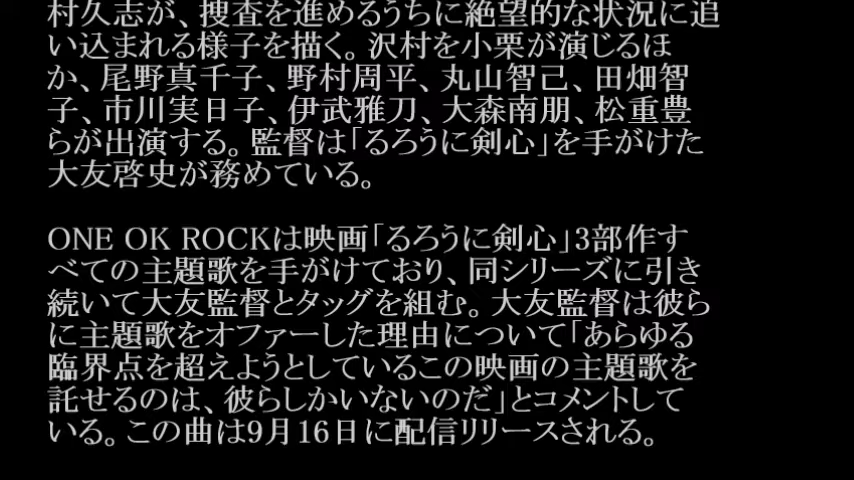 村久志が、捜査を進めるうちに絶望的な状況に追
い込まれる様子を描く。沢村を小栗が演じるほ
か、尾野真千子、野村周平、丸山智己、田畑智
子、市川実日子、伊武雅刀、大森南朋、松重豊
らが出演する。監督は「るろうに剣心」を手がけた
大友啓史が務めている。
ONE OK ROCKは映画「るろうに剣心」3部作す
べての主題歌を手がけており、同シリーズに引き
続いて大友監督とタッグを組む。大友監督は彼ら
に主題歌をオファーした理由について「あらゆる
臨界点を超えようとしているこの映画の主題歌を
託せるのは、彼らしかいないのだ」とコメントして
いる。この曲は9月16日に配信リリースされる。